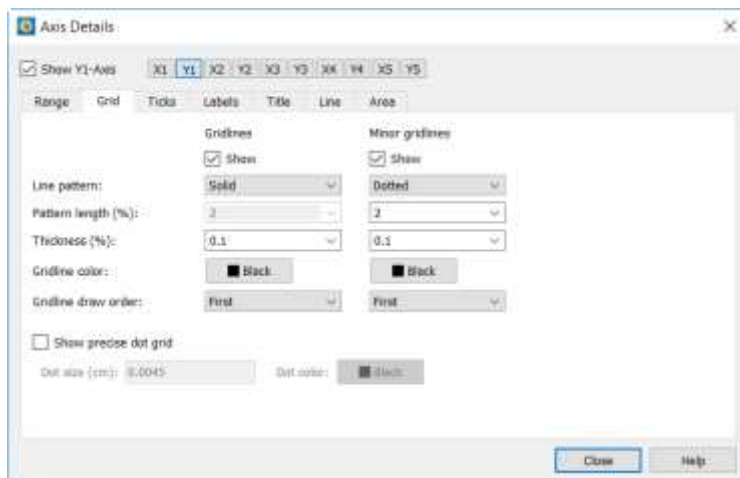 Axis Details
Show Y1-Axis X1 Y1 X2 Y2 X3 Y3 X4 Y4 X5 Y5
Range Grid Ticks Labels Title Line Area
Gridlines Minor gridlines
Show Show
Line pattern: Solid Dotted
Pattern length (%): 2 2
Thickness (%): 0.1 0.1
Gridline color: Black Black
Gridline draw order: First First
Show precise dot grid
Dot size (cm): 0.0045 Dot color: Black
Close Help